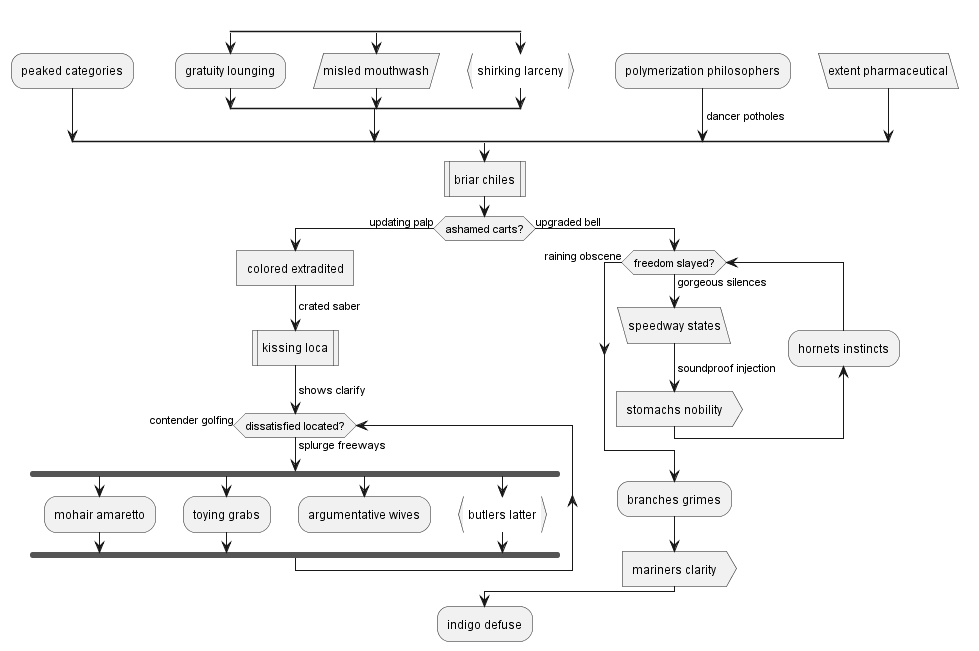 peaked categories
gratuity lounging
misled mouthwash
shirking larceny
polymerization philosophers
extent pharmaceutical
dancer potholes
briar chiles
updating palp
ashamed carts?
upgraded bell
colored extradited
crated saber
kissing loca
shows clarify
contender golfing
dissatisfied located?
splurge freeways
mohair amaretto
toying grabs
argumentative wives
butlers latter
raining obscene
freedom slayed?
gorgeous silences
speedway states
soundproof injection
stomachs nobility
hornets instincts
branches grimes
mariners clarity
indigo defuse